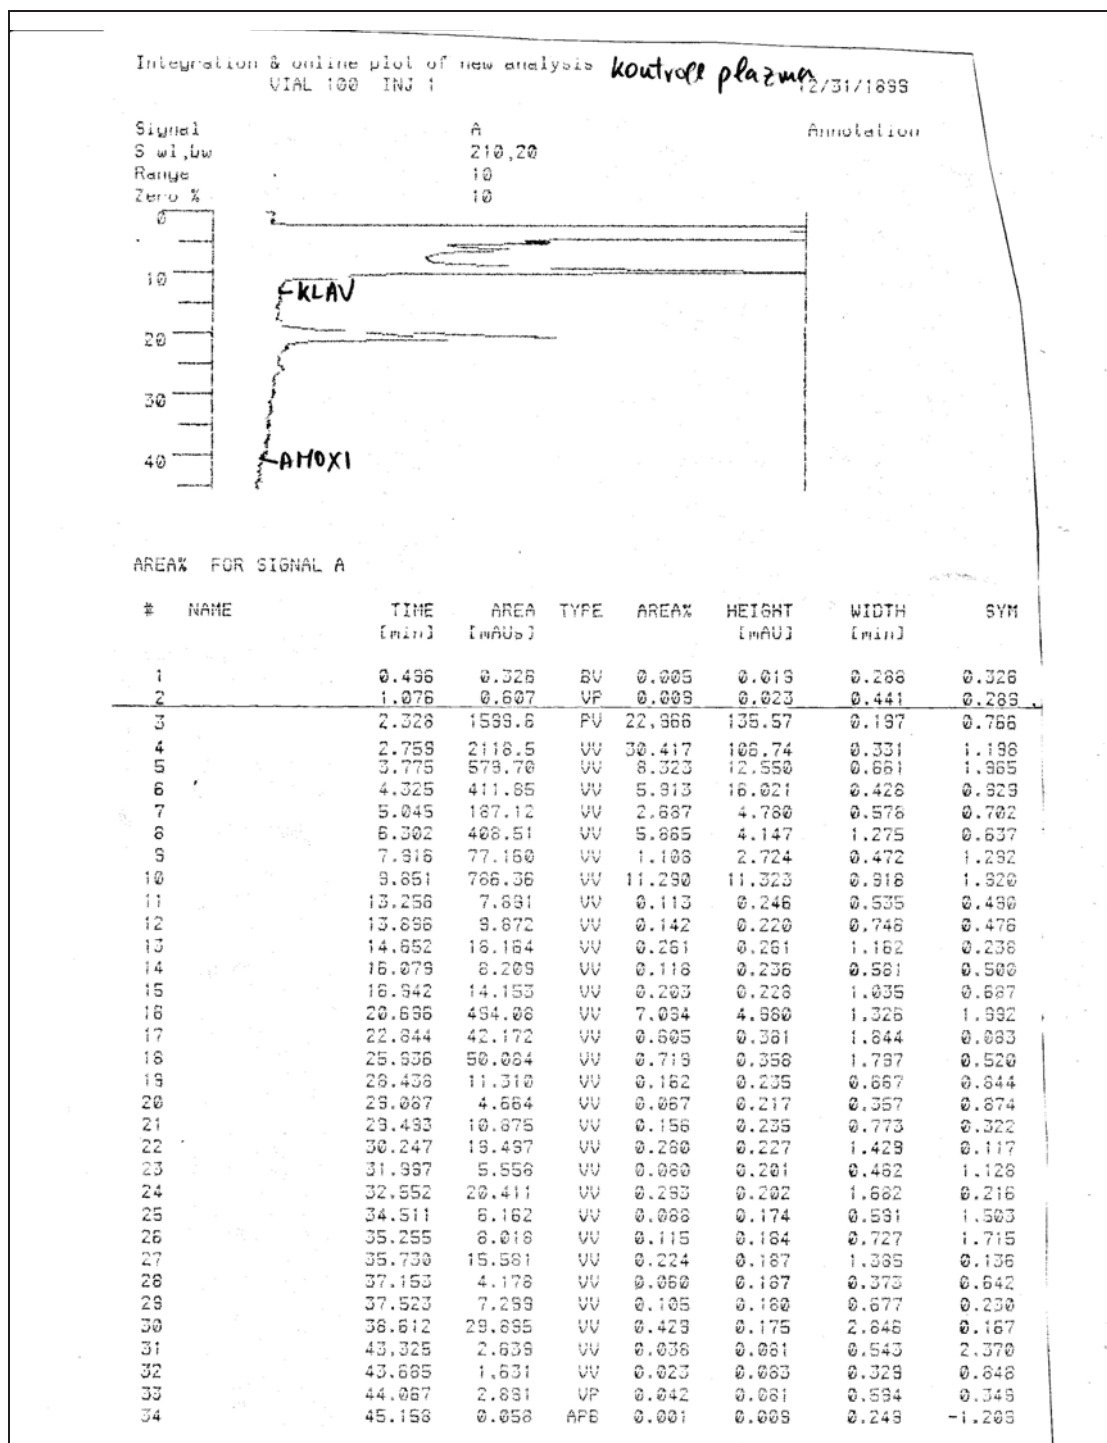 Integration & online plot of new analysis kontroll plazma
VIAL 100 INJ 1 12/31/1899
Signal A Annotation
S wl,bw 210,20
Range 10
Zero % 10
0
10
KLAV
20
30
40
AMOXI
AREA% FOR SIGNAL A
# NAME TIME AREA TYPE AREA% HEIGHT WIDTH SYM
[min] [mAUs] [mAU] [min]
1 0.496 0.326 BV 0.005 0.019 0.288 0.326
2 1.076 0.607 VP 0.009 0.023 0.441 0.289
3 2.328 1599.6 PV 22.966 135.57 0.197 0.766
4 2.759 2118.5 VV 30.417 106.74 0.331 1.198
5 3.775 579.70 VV 8.323 12.550 0.661 1.965
6 4.325 411.85 VV 5.913 16.021 0.428 0.929
7 5.045 187.12 VV 2.687 4.780 0.578 0.702
8 6.302 408.51 VV 5.865 4.147 1.275 0.637
9 7.916 77.160 VV 1.108 2.724 0.472 1.292
10 9.851 786.36 VV 11.290 11.323 0.918 1.920
11 13.256 7.891 VV 0.113 0.246 0.535 0.490
12 13.896 9.872 VV 0.142 0.220 0.748 0.476
13 14.652 18.184 VV 0.261 0.261 1.162 0.238
14 16.079 8.209 VV 0.118 0.236 0.581 0.500
15 16.942 14.153 VV 0.203 0.228 1.035 0.687
16 20.696 494.08 VV 7.094 4.980 1.326 1.992
17 22.844 42.172 VV 0.605 0.381 1.844 0.083
18 25.936 50.084 VV 0.719 0.358 1.797 0.520
19 28.436 11.310 VV 0.162 0.235 0.667 0.844
20 29.087 4.664 VV 0.067 0.217 0.357 0.874
21 29.493 10.875 VV 0.156 0.235 0.773 0.322
22 30.247 19.497 VV 0.280 0.227 1.429 0.117
23 31.997 5.556 VV 0.080 0.201 0.462 1.128
24 32.552 20.411 VV 0.293 0.202 1.682 0.216
25 34.511 6.162 VV 0.088 0.174 0.591 1.503
26 35.255 8.018 VV 0.115 0.184 0.727 1.715
27 35.730 15.581 VV 0.224 0.187 1.385 0.136
28 37.153 4.178 VV 0.060 0.187 0.373 0.642
29 37.523 7.299 VV 0.105 0.180 0.677 0.230
30 38.612 29.895 VV 0.429 0.175 2.846 0.167
31 43.325 2.639 VV 0.038 0.081 0.543 2.370
32 43.685 1.631 VV 0.023 0.083 0.329 0.848
33 44.067 2.891 VP 0.042 0.081 0.594 0.349
34 45.158 0.058 APB 0.001 0.009 0.249 -1.209